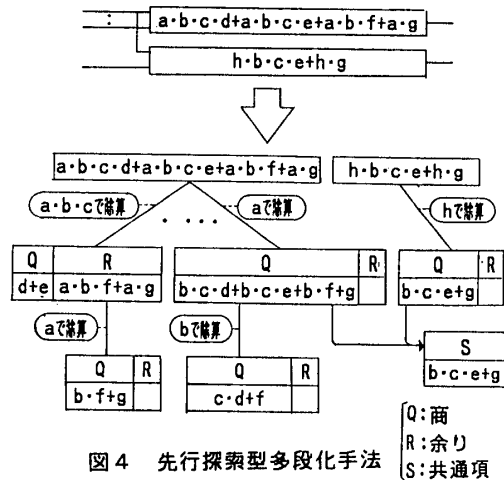 a·b·c·d+a·b·c·e+a·b·f+a·g
h·b·c·e+h·g
a·b·c·d+a·b·c·e+a·b·f+a·g
h·b·c·e+h·g
a·b·cで除算
aで除算
hで除算
Q R
d+e a·b·f+a·g
Q R
b·c·d+b·c·e+b·f+g
Q R
b·c·e+g
aで除算
bで除算
S
b·c·e+g
Q R
b·f+g
Q R
c·d+f
Q:商
R:余り
S:共通項
図4 先行探索型多段化手法